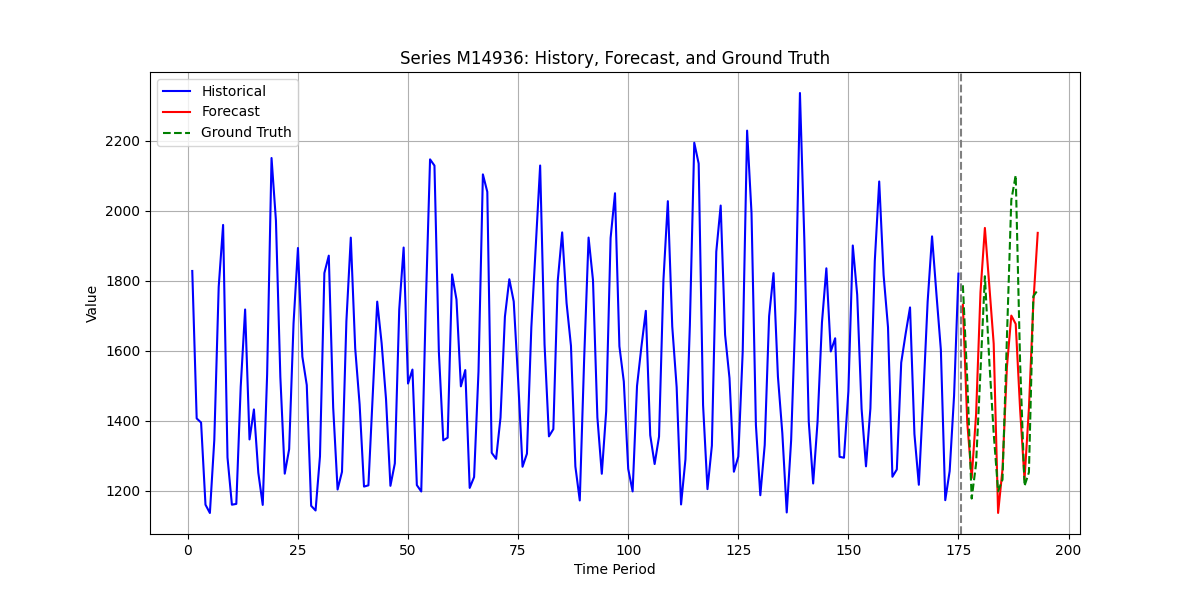 Series M14936: History, Forecast, and Ground Truth
Historical
Forecast
Ground Truth
Value
2200
2000
1800
1600
1400
1200
0 25 50 75 100 125 150 175 200
Time Period